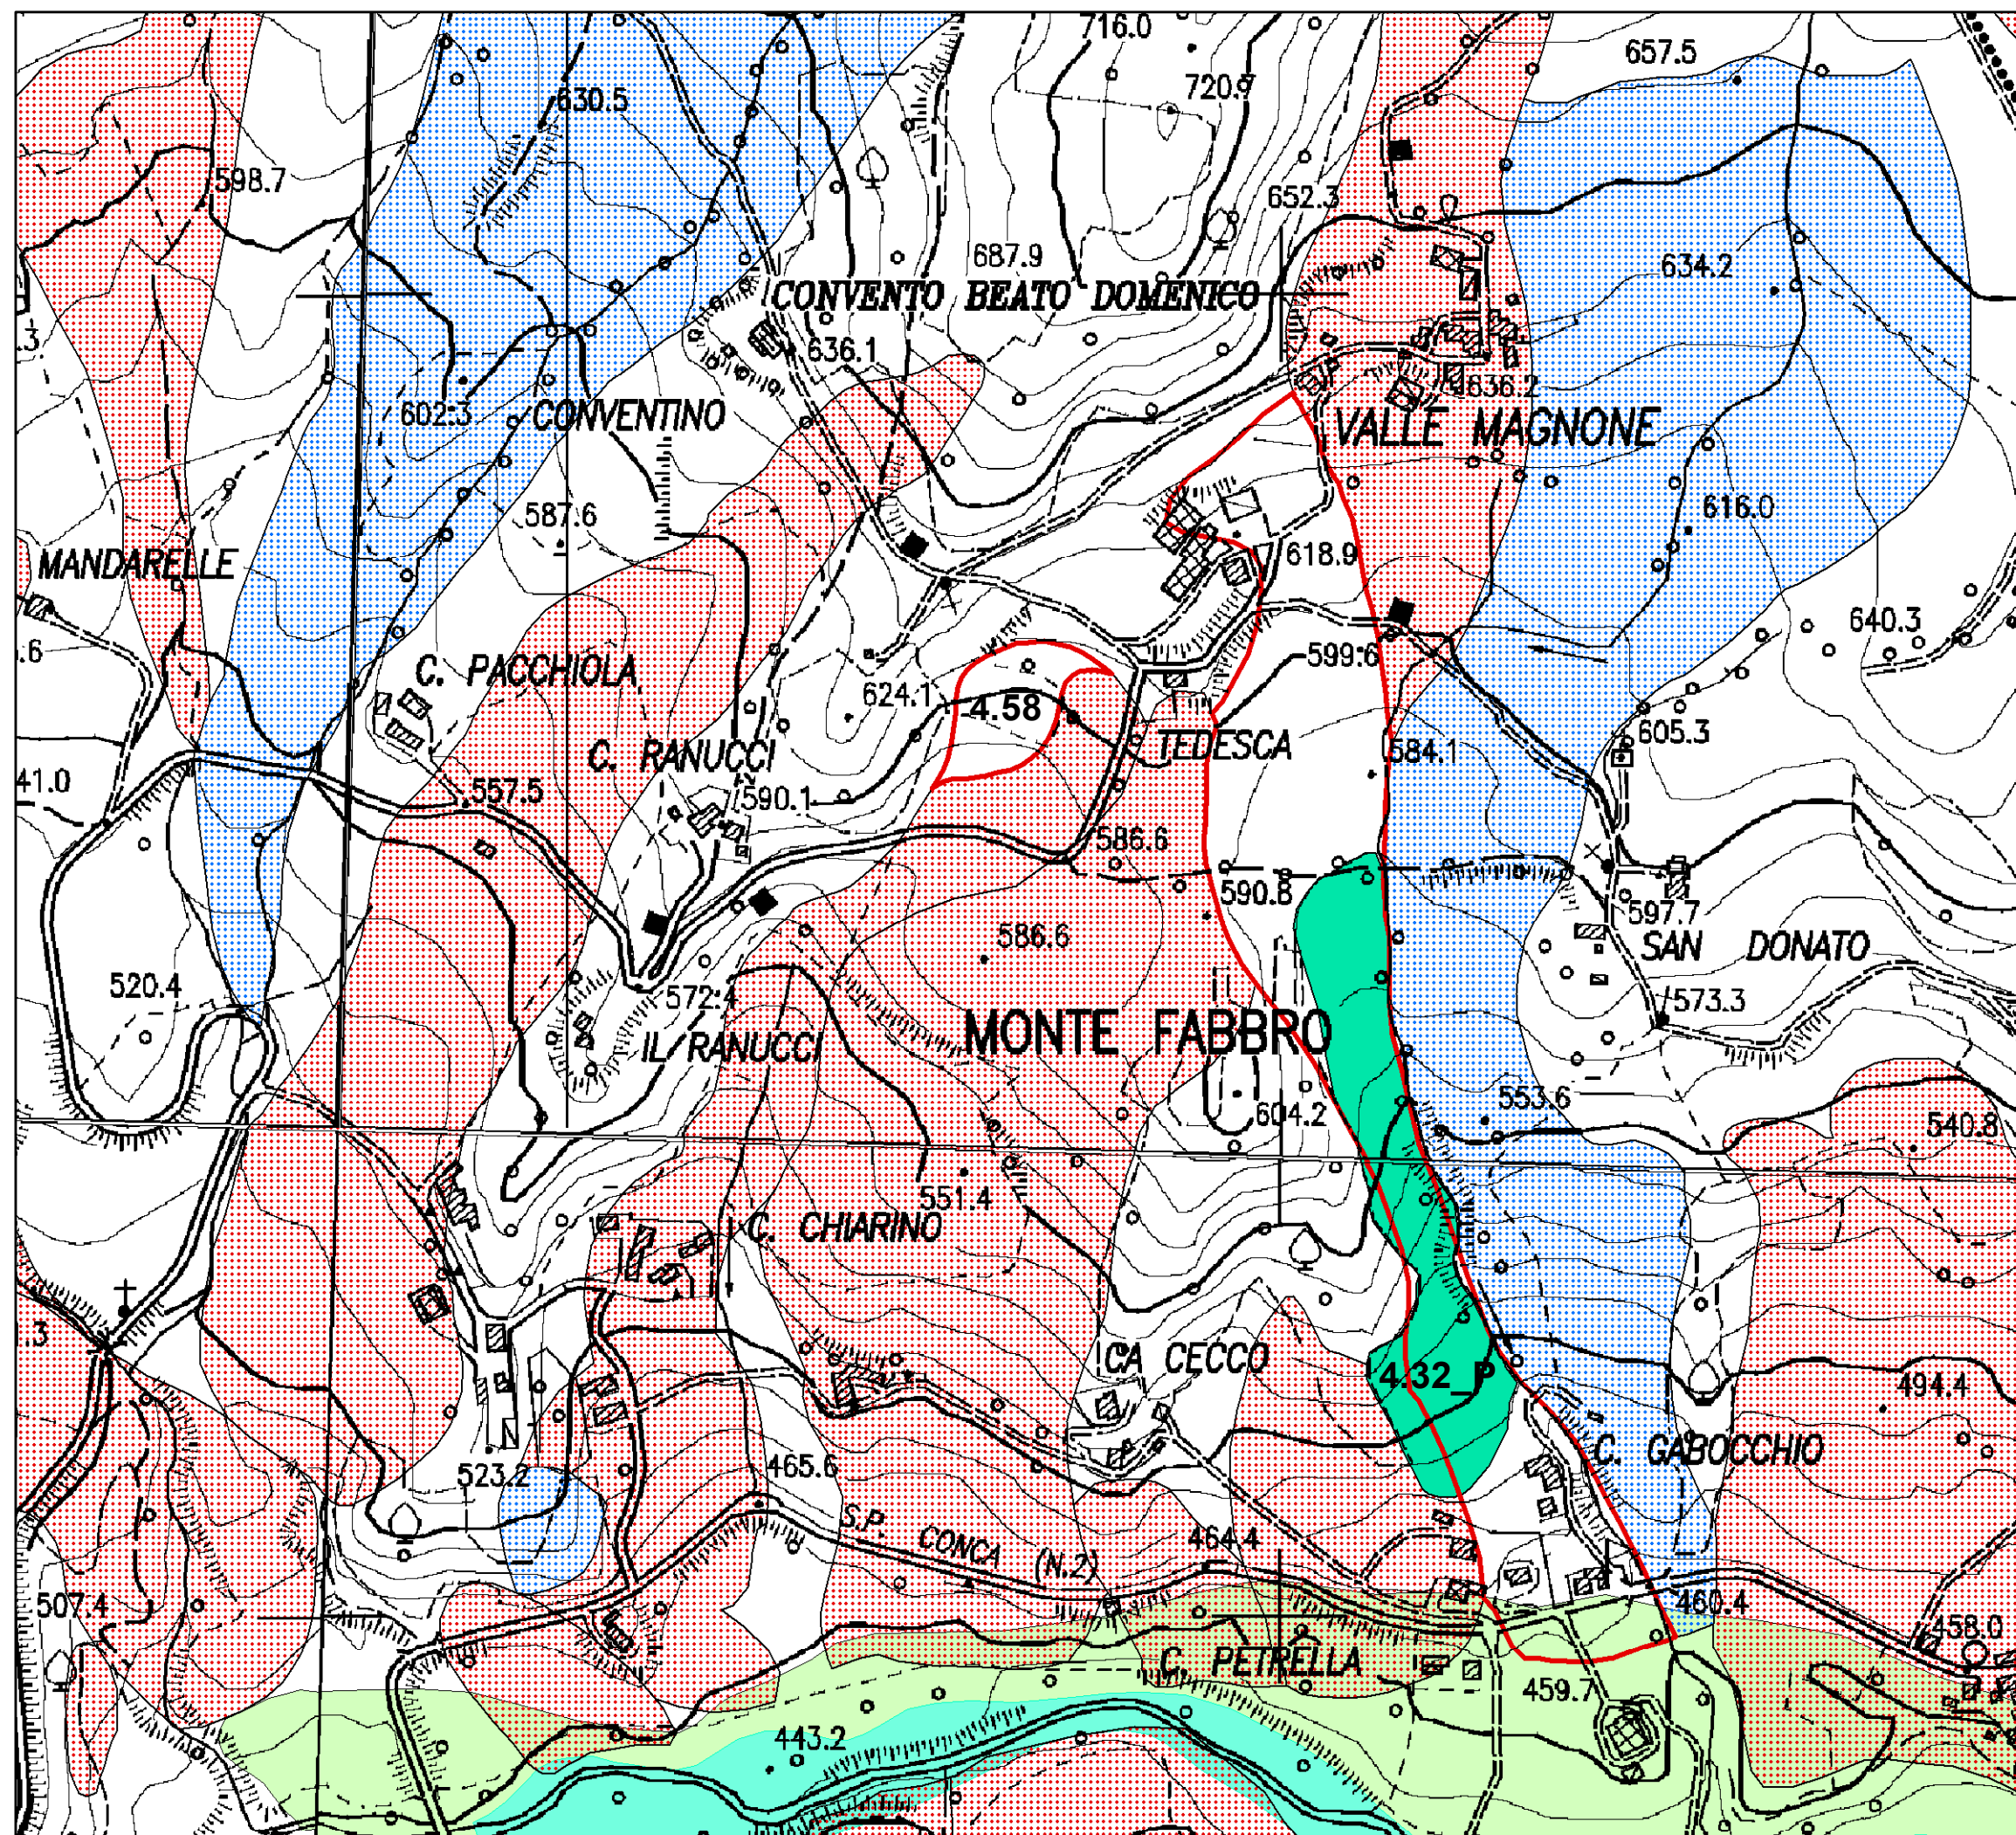 716.0
657.5
630.5
720.7
598.7
652.3
687.9
634.2
CONVENTO BEATO DOMENICO
.3
636.1
636.2
602.3
CONVENTINO
VALLE MAGNONE
587.6
616.0
MANDARELLE
618.9
640.3
.6
599.6
C. PACCHIOLA
624.1
4.58
605.3
C. RANUCCI
TEDESCA
584.1
41.0
557.5
590.1
586.6
590.8
597.7
586.6
SAN DONATO
520.4
572.4
573.3
IL RANUCCI
MONTE FABBRO
553.6
604.2
540.8
551.4
C. CHIARINO
.3
CA CECCO
4.32_P
494.4
C. GABOCCHIO
523.2
465.6
S.P. CONCA (N.2)
464.4
507.4
460.4
458.0
C. PETRELLA
459.7
443.2